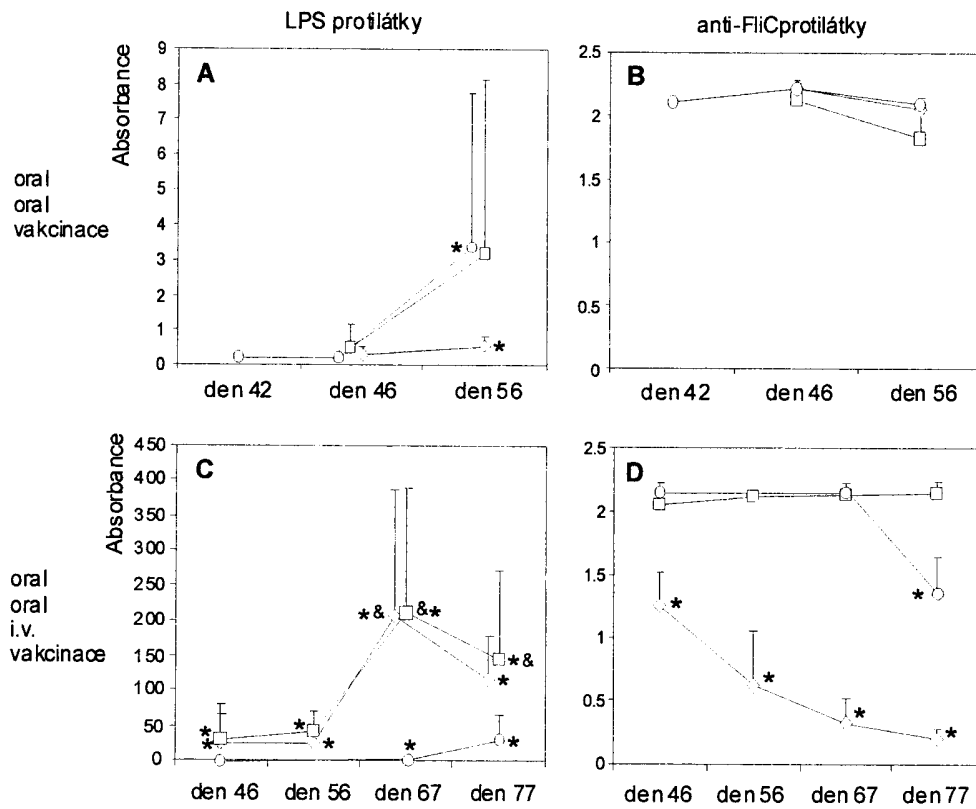 LPS protilátky
anti-FliCprotilátky
A
B
Absorbance
9
8
7
6
5
4
3
2
1
0
2.5
2
1.5
1
0.5
0
oral
oral
vakcinace
*
*
den 42
den 46
den 56
den 42
den 46
den 56
C
D
Absorbance
450
400
350
300
250
200
150
100
50
0
2.5
2
1.5
1
0.5
0
oral
oral
i.v.
vakcinace
* &
& *
* &
*
*
*
*
*
*
*
*
*
*
*
*
den 46
den 56
den 67
den 77
den 46
den 56
den 67
den 77